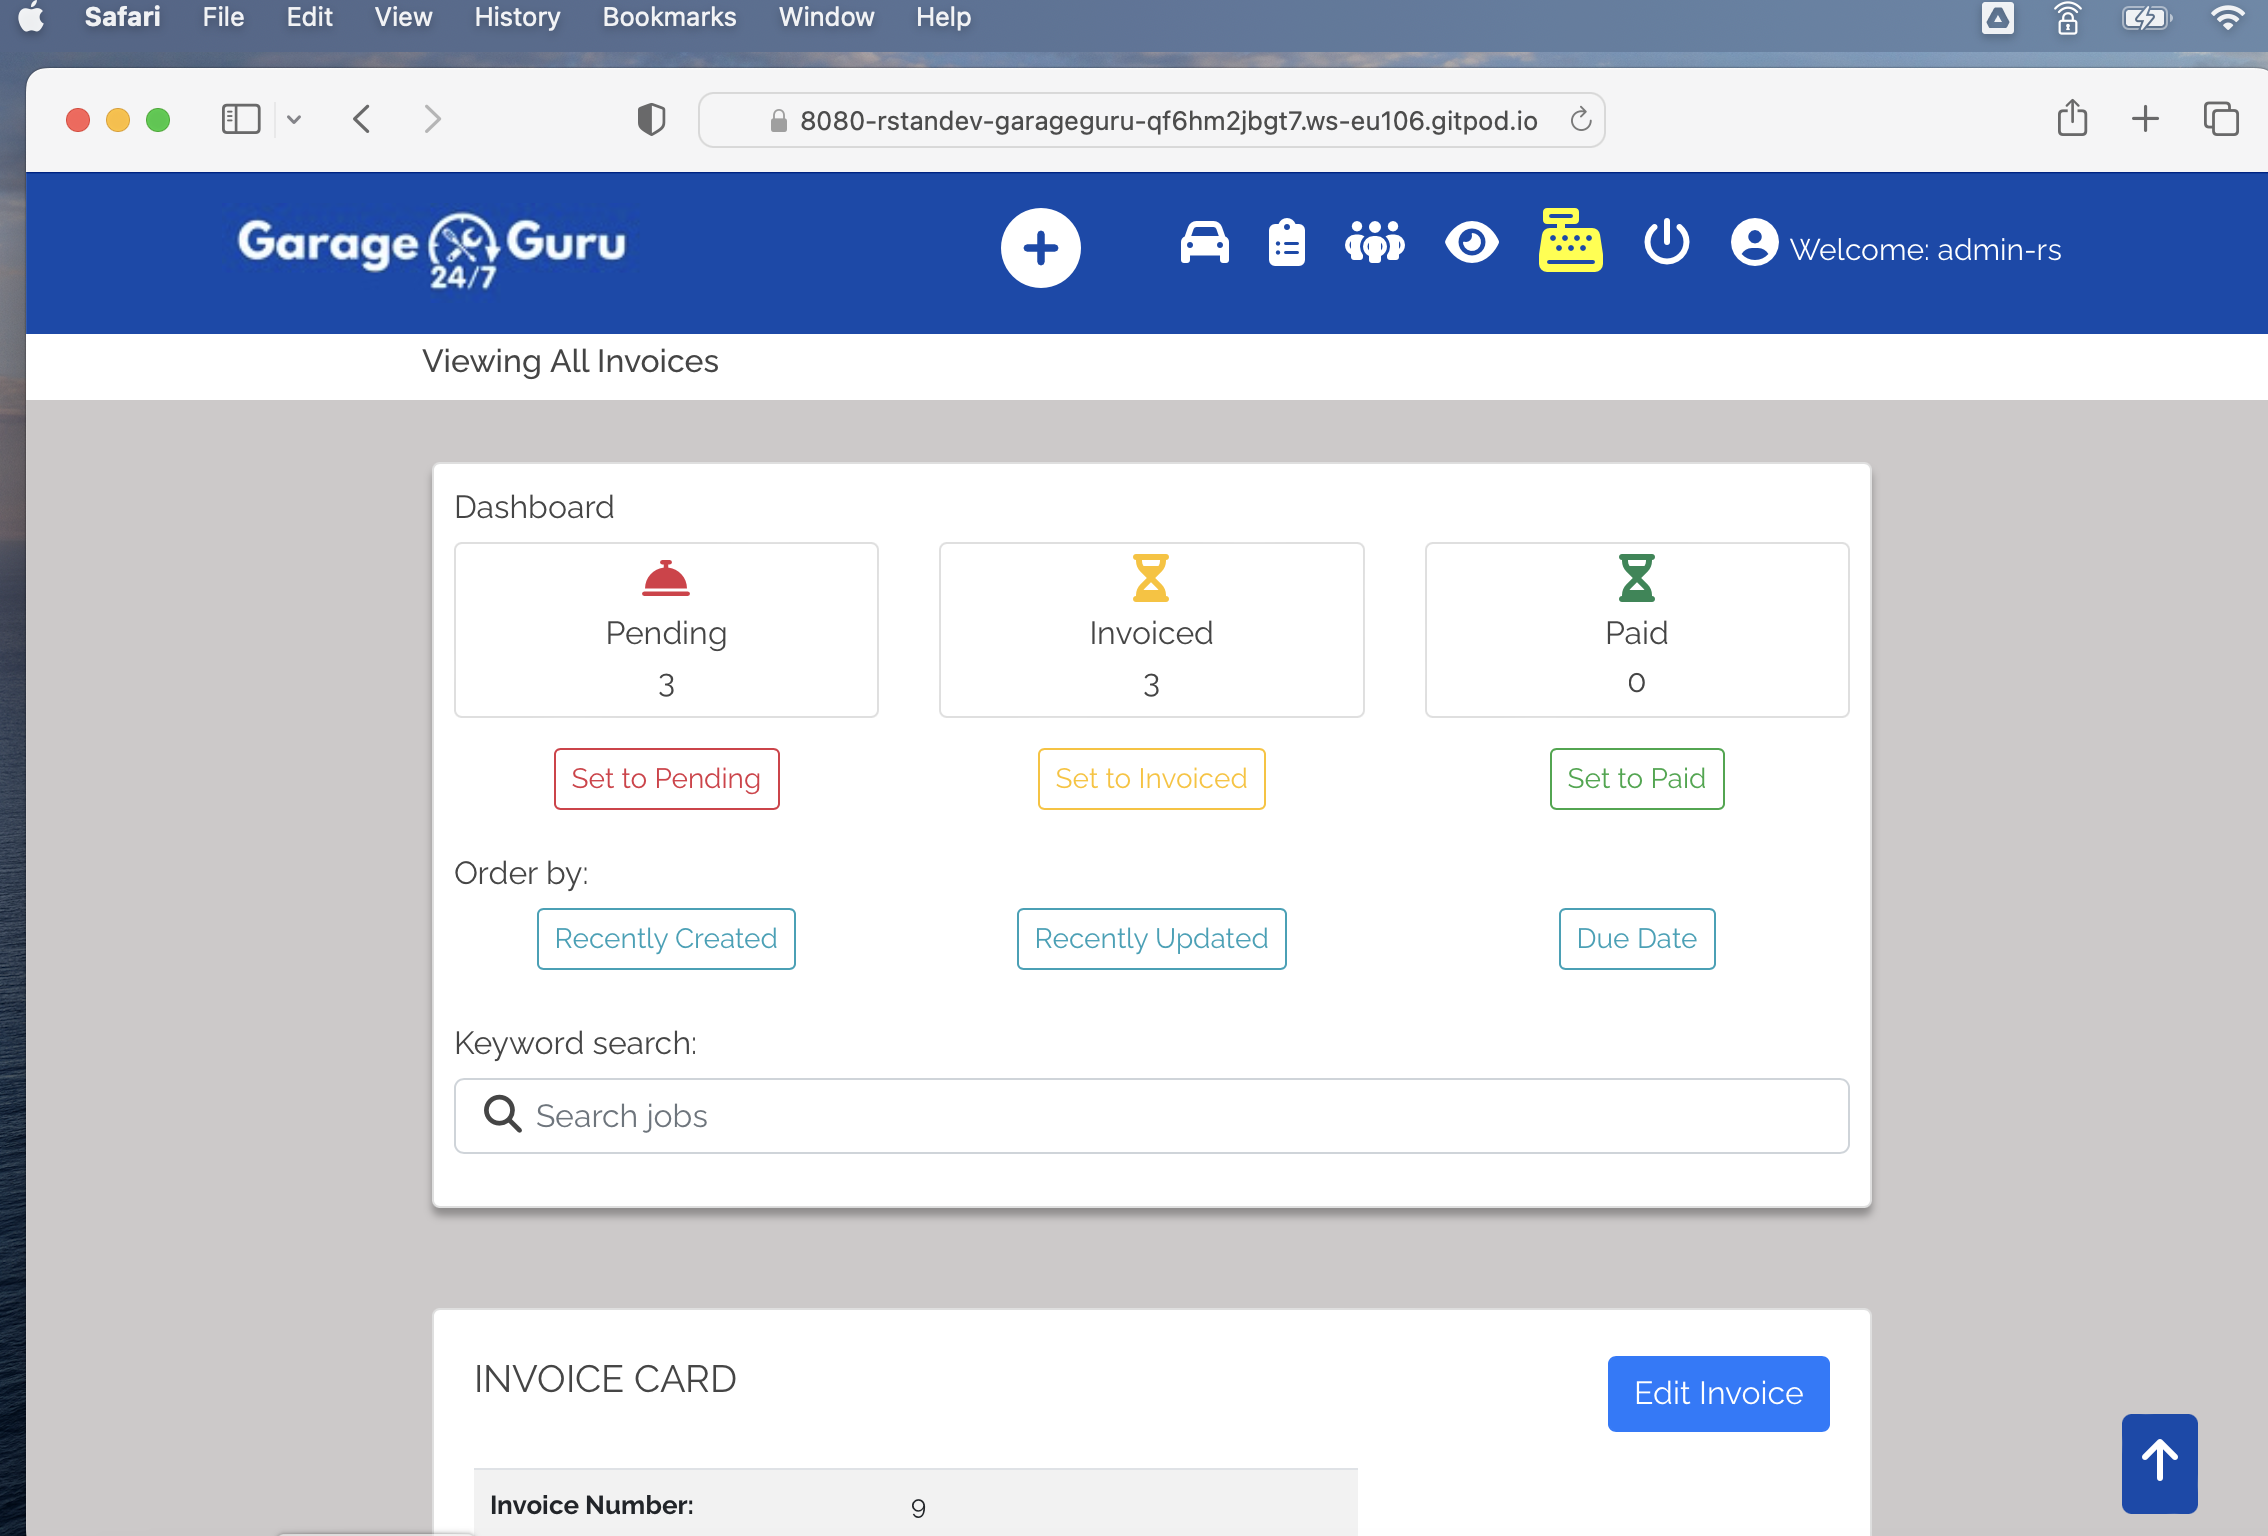 Safari File Edit View History Bookmarks Window Help
8080-rstandev-garageguru-qf6hm2jbgt7.ws-eu106.gitpod.io
Garage Guru
24/7
Welcome: admin-rs
Viewing All Invoices
Dashboard
Pending Invoiced Paid
3 3 0
Set to Pending Set to Invoiced Set to Paid
Order by:
Recently Created Recently Updated Due Date
Keyword search:
Search jobs
INVOICE CARD
Edit Invoice
Invoice Number: 9